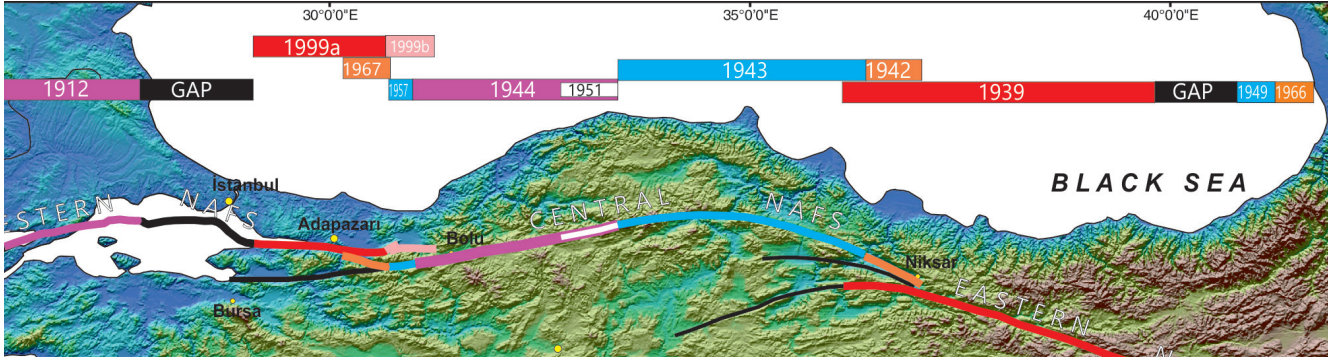 30°0'0"E 35°0'0"E 40°0'0"E
1999a 1999b
1967 1943 1942
1912 GAP 1957 1944 1951 1939 GAP 1949 1966
BLACK SEA
İstanbul
STERN NAFS CENTRAL NAFS
Adapazarı Bolu
Niksar
EASTERN N
Bursa